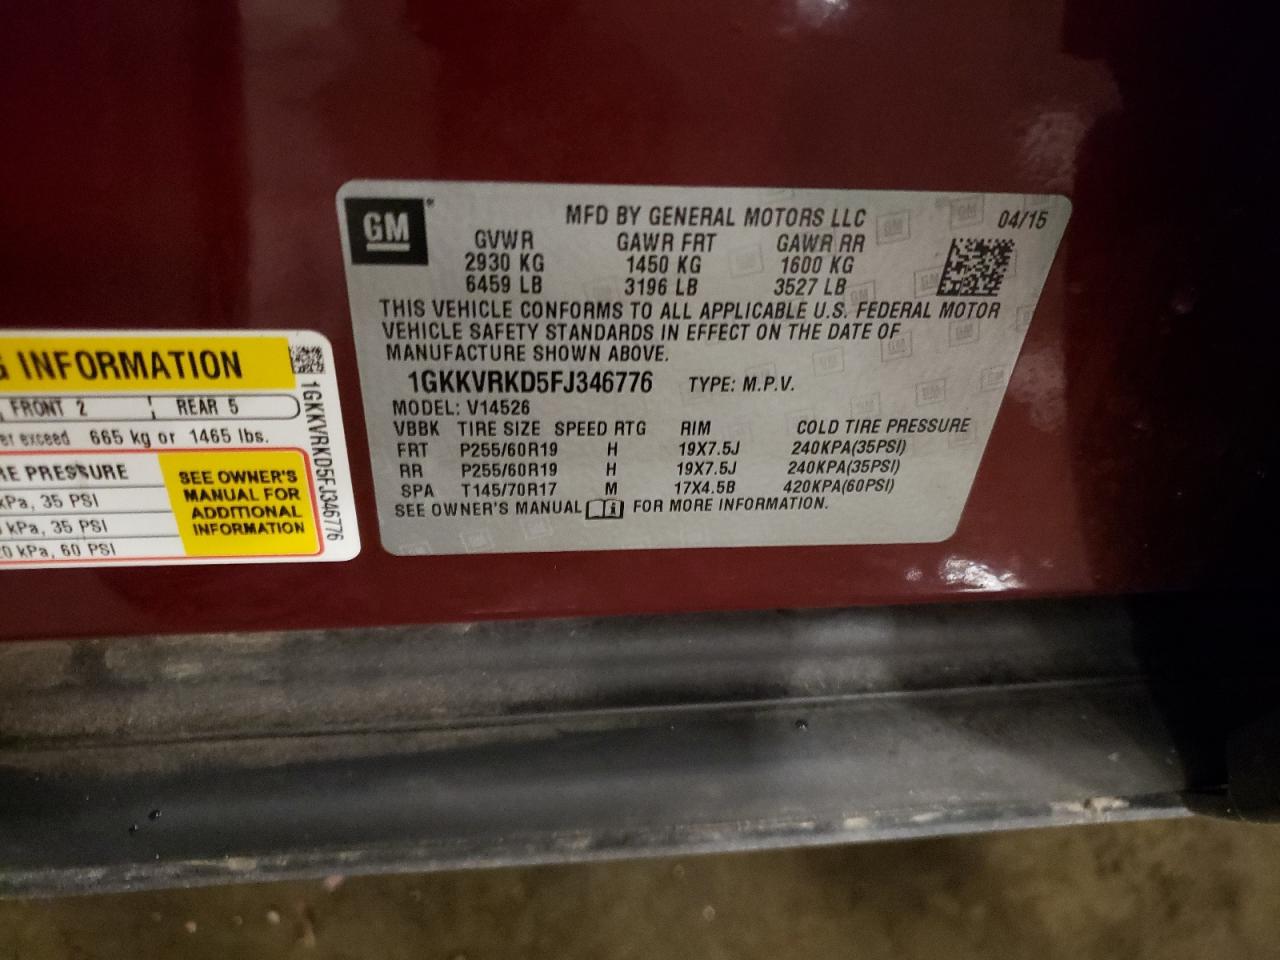 GM
MFD BY GENERAL MOTORS LLC 04/15
GVWR GAWR FRT GAWR RR
2930 KG 1450 KG 1600 KG
6459 LB 3196 LB 3527 LB
THIS VEHICLE CONFORMS TO ALL APPLICABLE U.S. FEDERAL MOTOR
VEHICLE SAFETY STANDARDS IN EFFECT ON THE DATE OF
MANUFACTURE SHOWN ABOVE.
1GKKVRKD5FJ346776 TYPE: M.P.V.
MODEL: V14526
VBBK TIRE SIZE SPEED RTG RIM COLD TIRE PRESSURE
FRT P255/60R19 H 19X7.5J 240KPA(35PSI)
RR P255/60R19 H 19X7.5J 240KPA(35PSI)
SPA T145/70R17 M 17X4.5B 420KPA(60PSI)
SEE OWNER'S MANUAL FOR MORE INFORMATION.
G INFORMATION
FRONT 2 REAR 5
er exceed 665 kg or 1465 lbs.
RE PRESSURE
kPa, 35 PSI
kPa, 35 PSI
20 kPa, 60 PSI
SEE OWNER'S
MANUAL FOR
ADDITIONAL
INFORMATION
1GKKVRKD5FJ346776